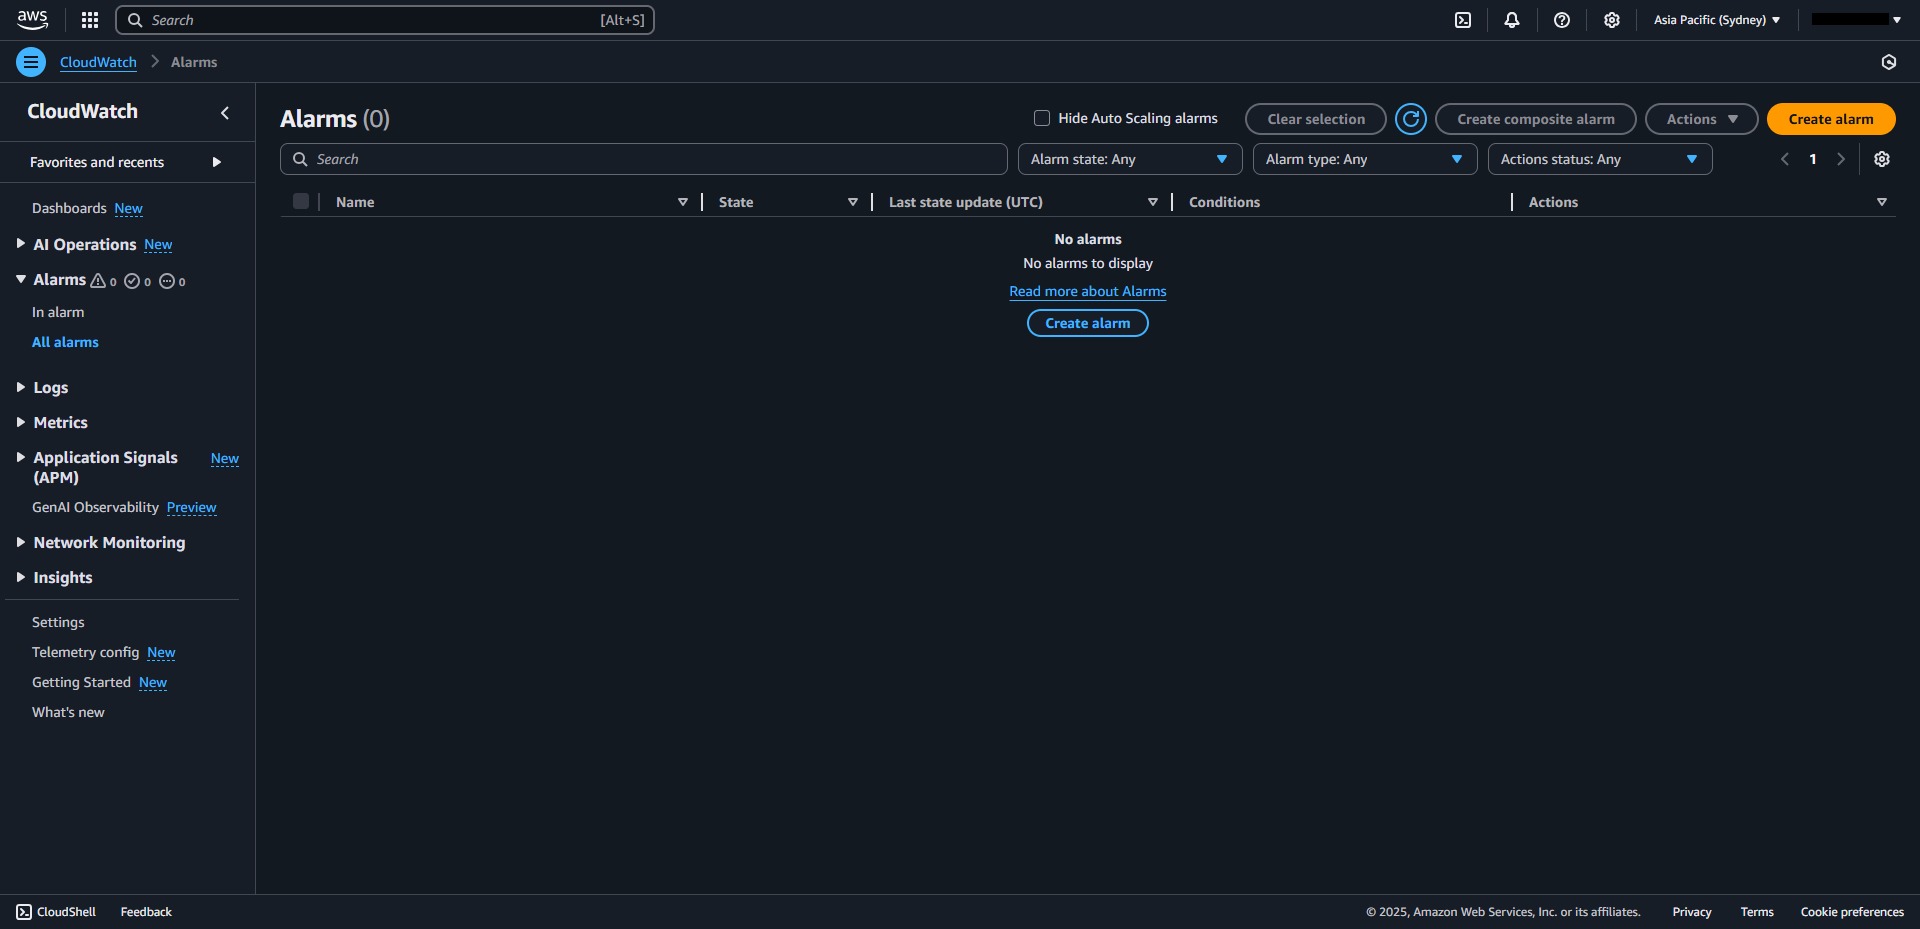 aws Search [Alt+S] Asia Pacific (Sydney)
CloudWatch Alarms
CloudWatch
Favorites and recents
Dashboards New
AI Operations New
Alarms 0 0 0
In alarm
All alarms
Logs
Metrics
Application Signals New
(APM)
GenAI Observability Preview
Network Monitoring
Insights
Settings
Telemetry config New
Getting Started New
What's new
Alarms (0) Hide Auto Scaling alarms Clear selection Create composite alarm Actions Create alarm
Search Alarm state: Any Alarm type: Any Actions status: Any 1
Name State Last state update (UTC) Conditions Actions
No alarms
No alarms to display
Read more about Alarms
Create alarm
CloudShell Feedback © 2025, Amazon Web Services, Inc. or its affiliates. Privacy Terms Cookie preferences